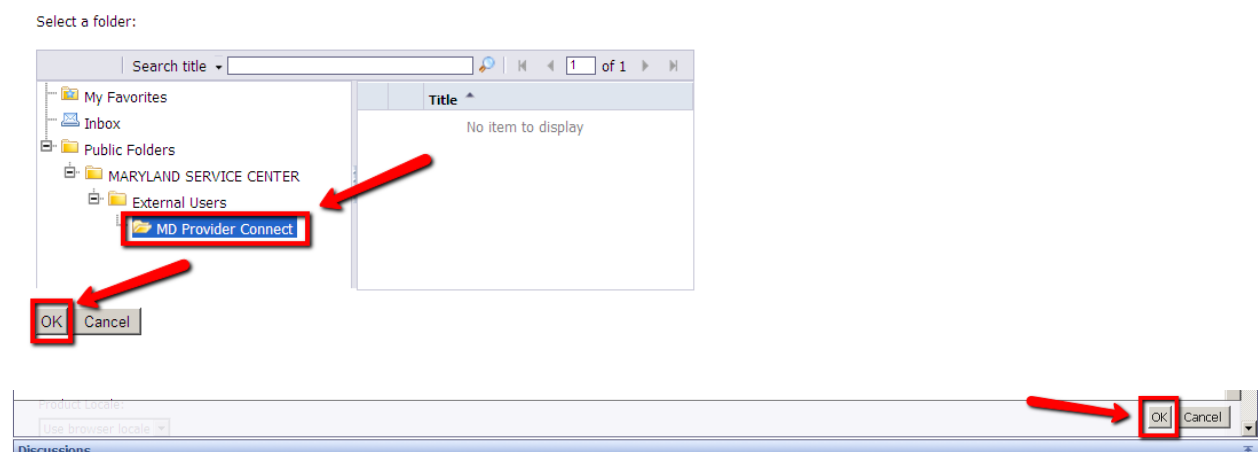 Select a folder:
Search title 1 of 1
My Favorites
Inbox
Public Folders
MARYLAND SERVICE CENTER
External Users
MD Provider Connect
Title
No item to display
OK Cancel
Product Locale:
Use browser locale
OK Cancel
Discussions